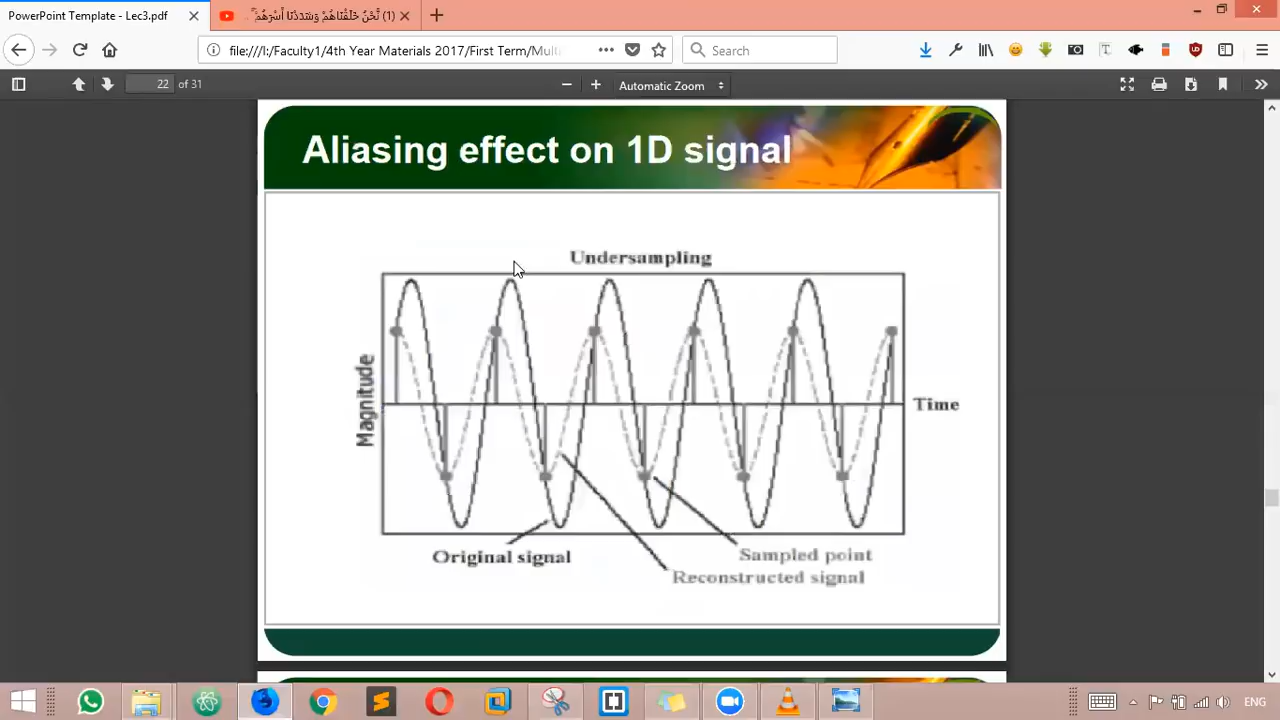 PowerPoint Template - Lec3.pdf
(1) نَّحْنُ خَلَقْنَاهُمْ وَشَدَدْنَا أَسْرَهُمْ ۖ
file:///I:/Faculty1/4th Year Materials 2017/First Term/Mult
Search
22 of 31
Automatic Zoom
Aliasing effect on 1D signal
Undersampling
Magnitude
Time
Original signal
Sampled point
Reconstructed signal
ENG